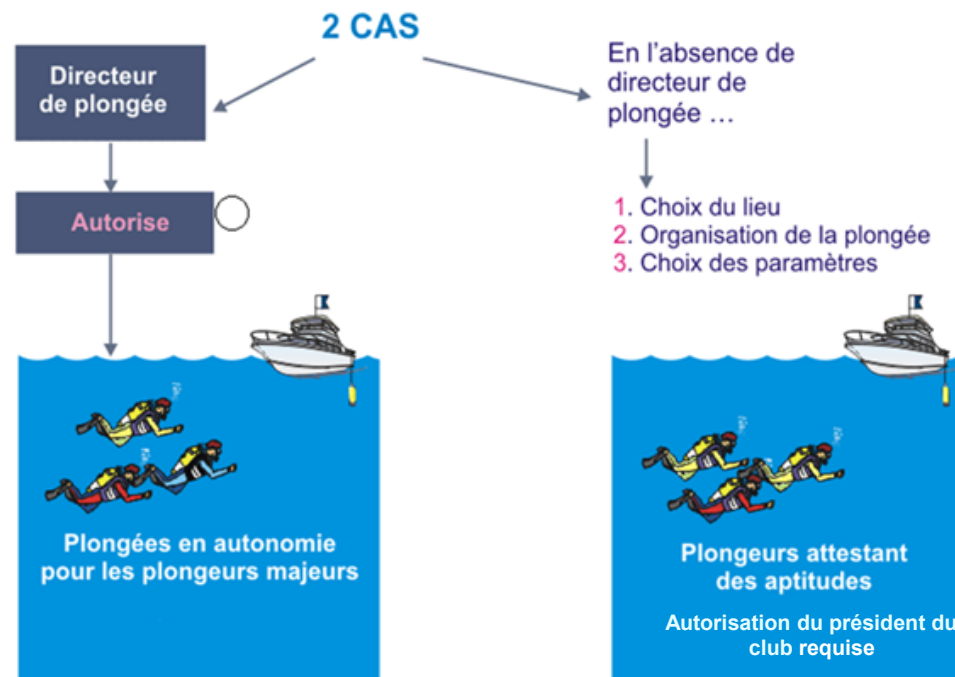 2 CAS
Directeur
de plongée
Autorise
Plongées en autonomie
pour les plongeurs majeurs
En l'absence de
directeur de
plongée ...
1. Choix du lieu
2. Organisation de la plongée
3. Choix des paramètres
Plongeurs attestant
des aptitudes
Autorisation du président du
club requise